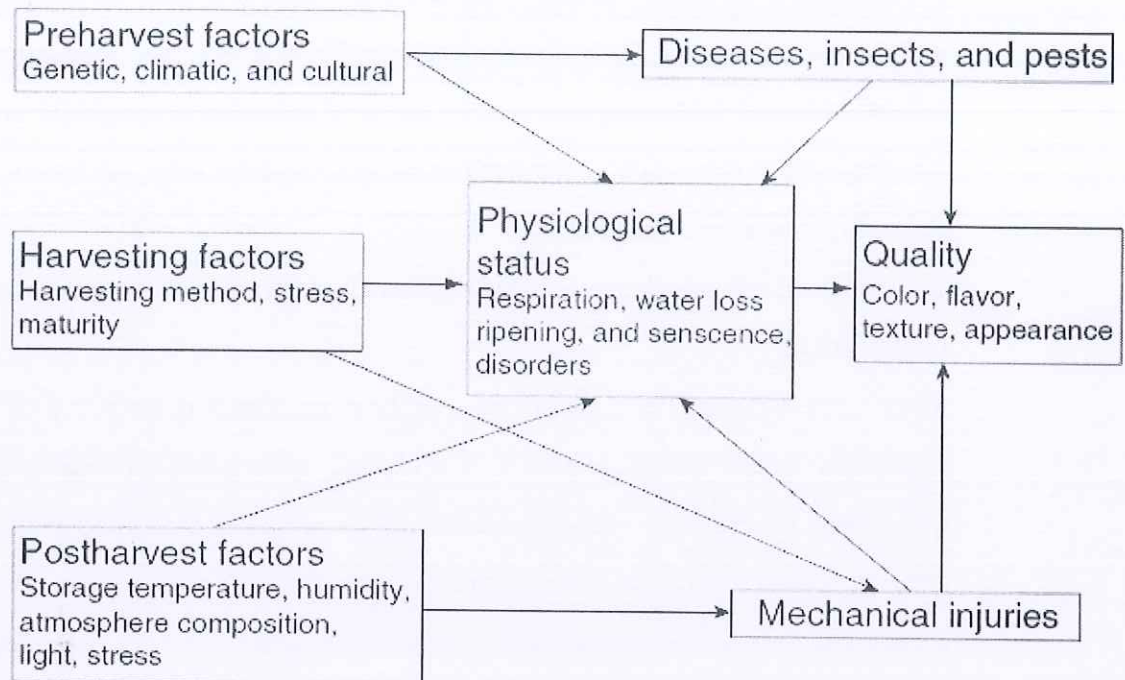 Preharvest factors
Genetic, climatic, and cultural
Diseases, insects, and pests
Physiological
status
Respiration, water loss
ripening, and senscence,
disorders
Harvesting factors
Harvesting method, stress,
maturity
Quality
Color, flavor,
texture, appearance
Postharvest factors
Storage temperature, humidity,
atmosphere composition,
light, stress
Mechanical injuries